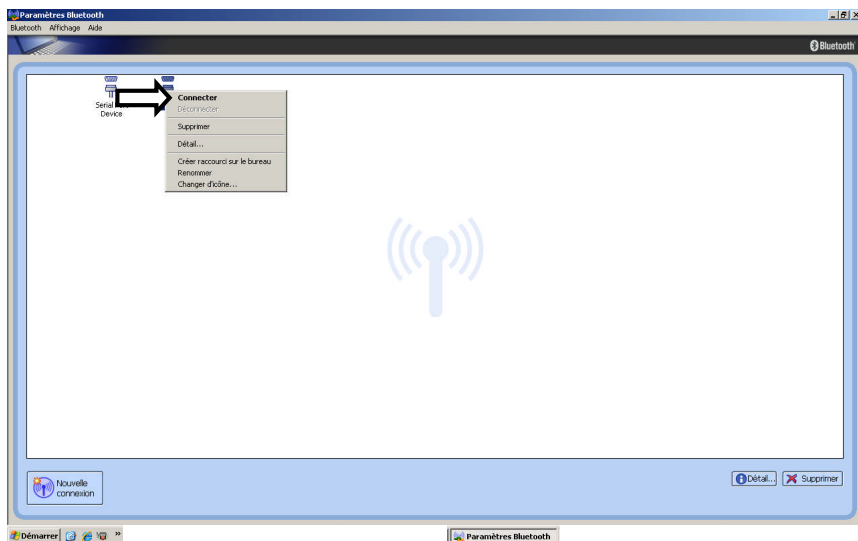 Paramètres Bluetooth
Bluetooth Affichage Aide
Bluetooth
Serial
Device
Connecter
Déconnecter
Supprimer
Détail...
Créer raccourci sur le bureau
Renommer
Changer d'icône...
Nouvelle
connexion
Détail... Supprimer
Démarrer » Paramètres Bluetooth